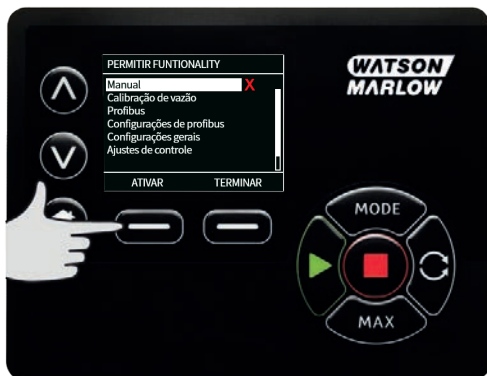 PERMITIR FUNTIONALITY
Manual X
Calibração de vazão
Profibus
Configurações de profibus
Configurações gerais
Ajustes de controle
ATIVAR TERMINAR
WATSON
MARLOW
MODE
MAX